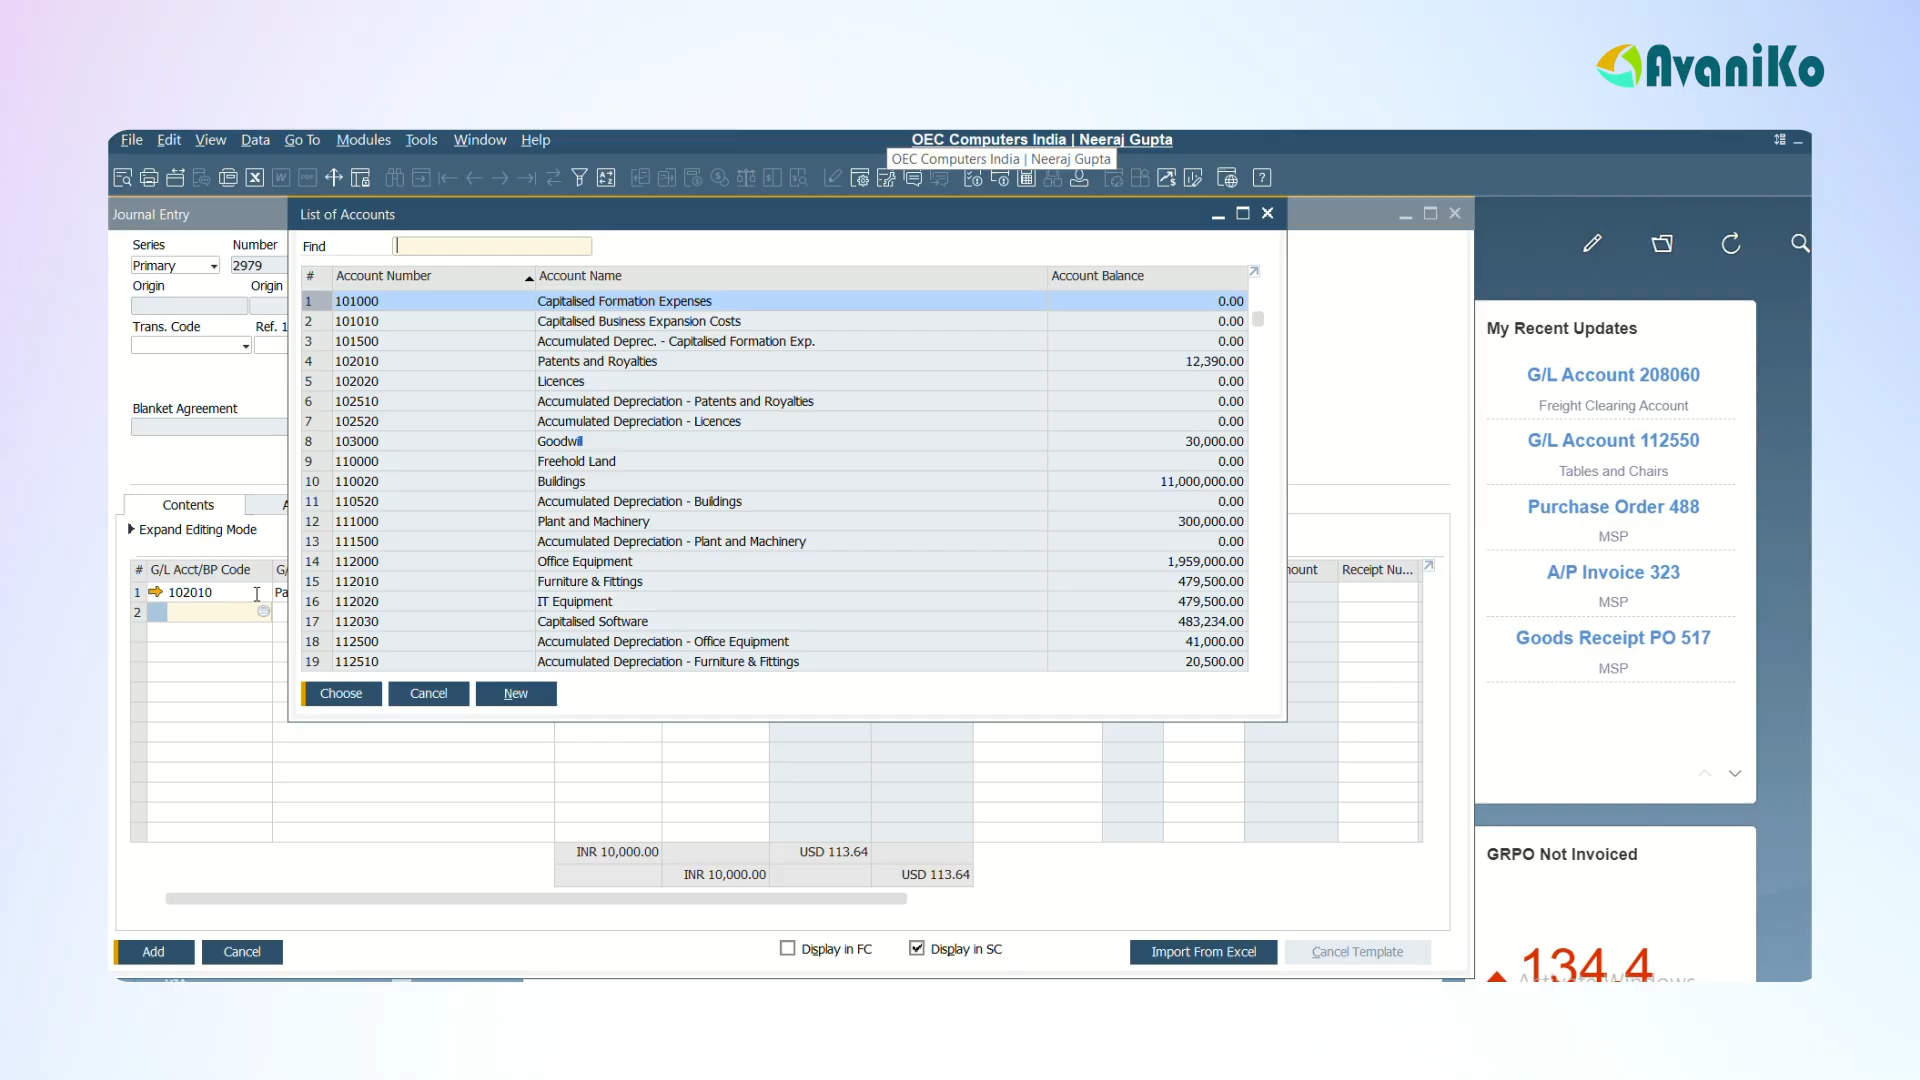 AvaniKo
File Edit View Data Go To Modules Tools Window Help
OEC Computers India | Neeraj Gupta
OEC Computers India | Neeraj Gupta
Journal Entry
List of Accounts
Series Number
Primary 2979
Origin Origin
Trans. Code Ref. 1
Blanket Agreement
Contents
Expand Editing Mode
# G/L Acct/BP Code G/
1 102010 Pa
2
Find
# Account Number Account Name Account Balance
1 101000 Capitalised Formation Expenses 0.00
2 101010 Capitalised Business Expansion Costs 0.00
3 101500 Accumulated Deprec. - Capitalised Formation Exp. 0.00
4 102010 Patents and Royalties 12,390.00
5 102020 Licences 0.00
6 102510 Accumulated Depreciation - Patents and Royalties 0.00
7 102520 Accumulated Depreciation - Licences 0.00
8 103000 Goodwill 30,000.00
9 110000 Freehold Land 0.00
10 110020 Buildings 11,000,000.00
11 110520 Accumulated Depreciation - Buildings 0.00
12 111000 Plant and Machinery 300,000.00
13 111500 Accumulated Depreciation - Plant and Machinery 0.00
14 112000 Office Equipment 1,959,000.00
15 112010 Furniture & Fittings 479,500.00
16 112020 IT Equipment 479,500.00
17 112030 Capitalised Software 483,234.00
18 112500 Accumulated Depreciation - Office Equipment 41,000.00
19 112510 Accumulated Depreciation - Furniture & Fittings 20,500.00
Choose Cancel New
ount Receipt Nu...
INR 10,000.00 USD 113.64
INR 10,000.00 USD 113.64
Add Cancel
Display in FC Display in SC
Import From Excel Cancel Template
My Recent Updates
G/L Account 208060
Freight Clearing Account
G/L Account 112550
Tables and Chairs
Purchase Order 488
MSP
A/P Invoice 323
MSP
Goods Receipt PO 517
MSP
GRPO Not Invoiced
134.4